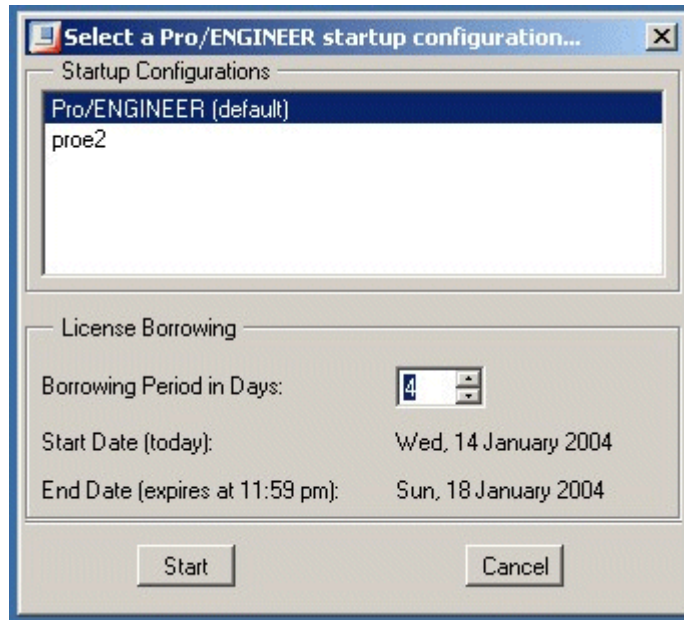 Select a Pro/ENGINEER startup configuration...
Startup Configurations
Pro/ENGINEER (default)
proe2
License Borrowing
Borrowing Period in Days: 4
Start Date (today): Wed, 14 January 2004
End Date (expires at 11:59 pm): Sun, 18 January 2004
Start Cancel